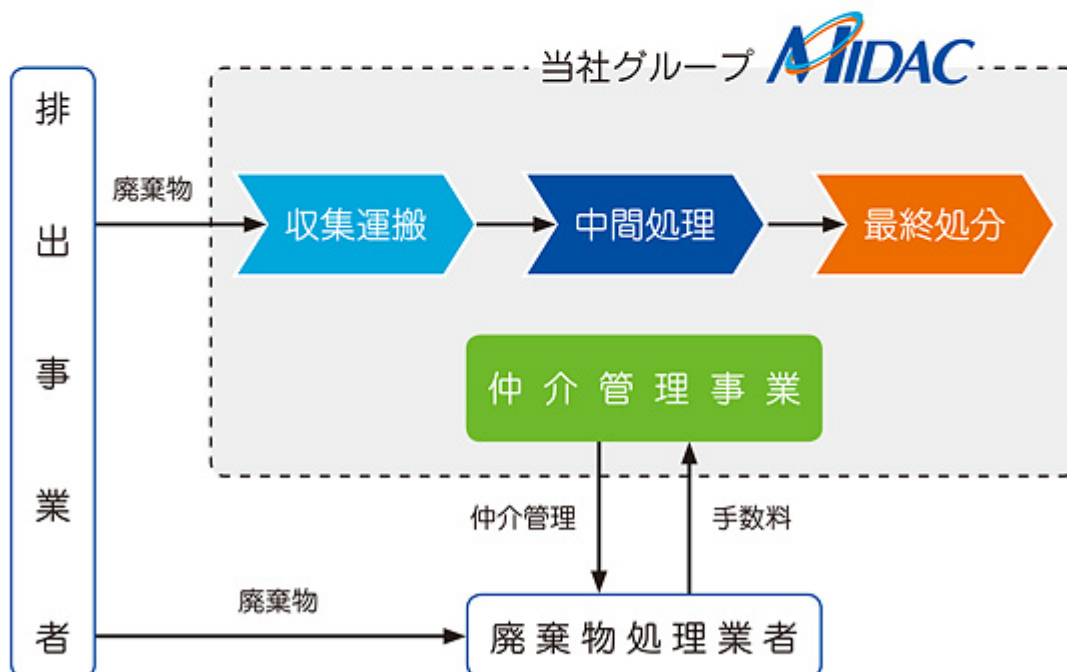 当社グループ MIDAC
排出事業者
廃棄物
収集運搬
中間処理
最終処分
仲介管理事業
仲介管理
手数料
廃棄物
廃棄物処理業者